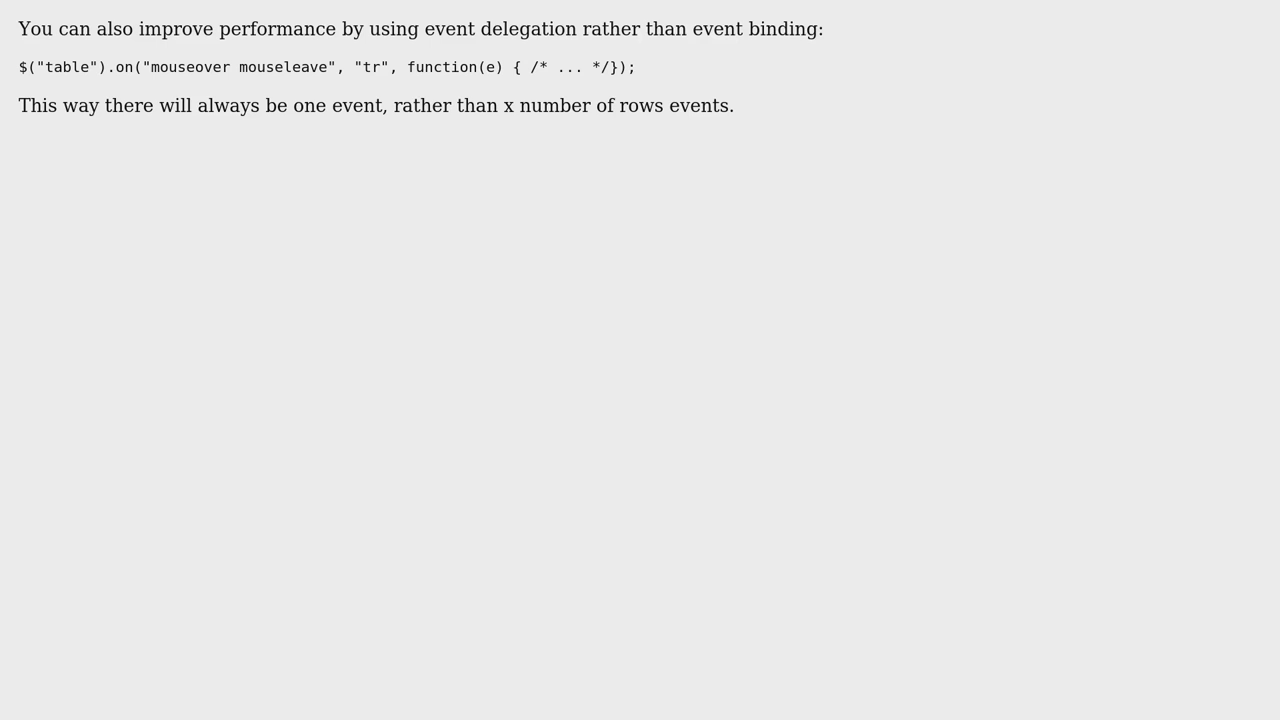 You can also improve performance by using event delegation rather than event binding:
$("table").on("mouseover mouseleave", "tr", function(e) { /* ... */});
This way there will always be one event, rather than x number of rows events.